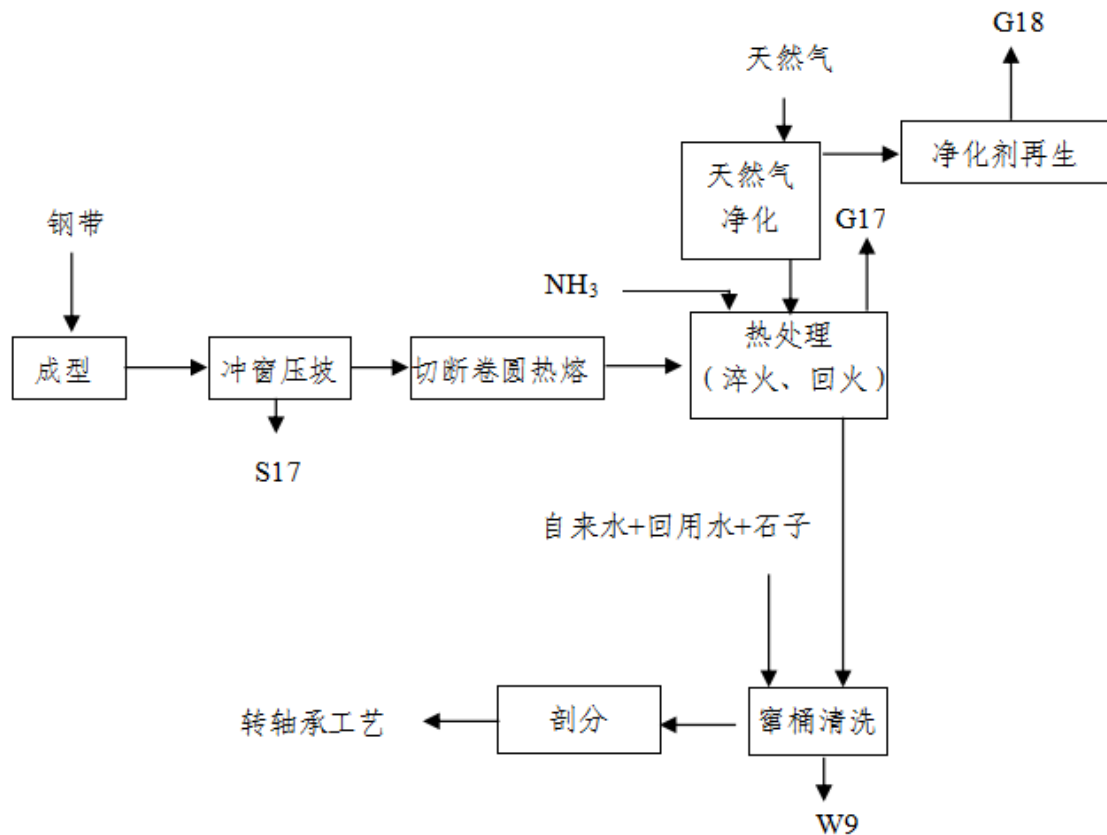 G18
天然气
净化剂再生
天然气
净化
G17
钢带
NH₃
热处理
（淬火、回火）
成型
冲窗压坡
切断卷圆热熔
S17
自来水+回用水+石子
转轴承工艺
剖分
窜桶清洗
W9